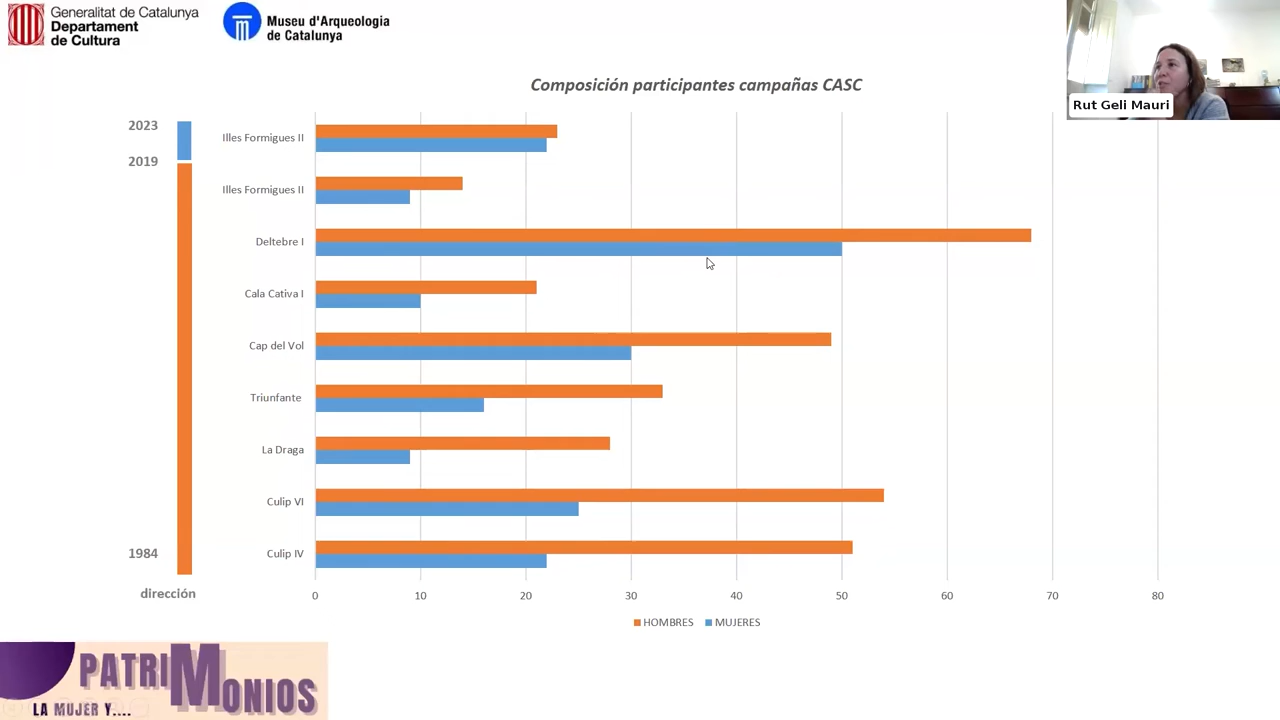 Generalitat de Catalunya
Departament
de Cultura
Museu d'Arqueologia
de Catalunya
Rut Geli Mauri
Composición participantes campañas CASC
2023
2019
1984
dirección
Illes Formigues II
Illes Formigues II
Deltebre I
Cala Cativa I
Cap del Vol
Triunfante
La Draga
Culip VI
Culip IV
0 10 20 30 40 50 60 70 80
HOMBRES MUJERES
PATRIMONIOS
LA MUJER Y....